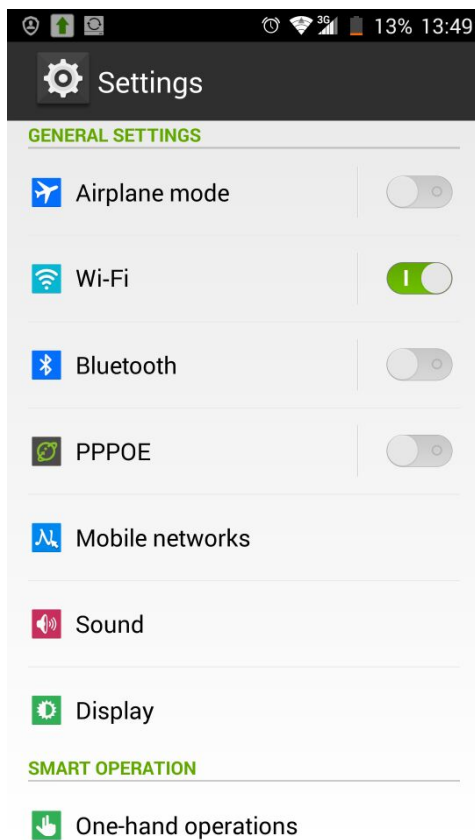 3G 13% 13:49
Settings
GENERAL SETTINGS
Airplane mode
Wi-Fi
Bluetooth
PPPOE
Mobile networks
Sound
Display
SMART OPERATION
One-hand operations